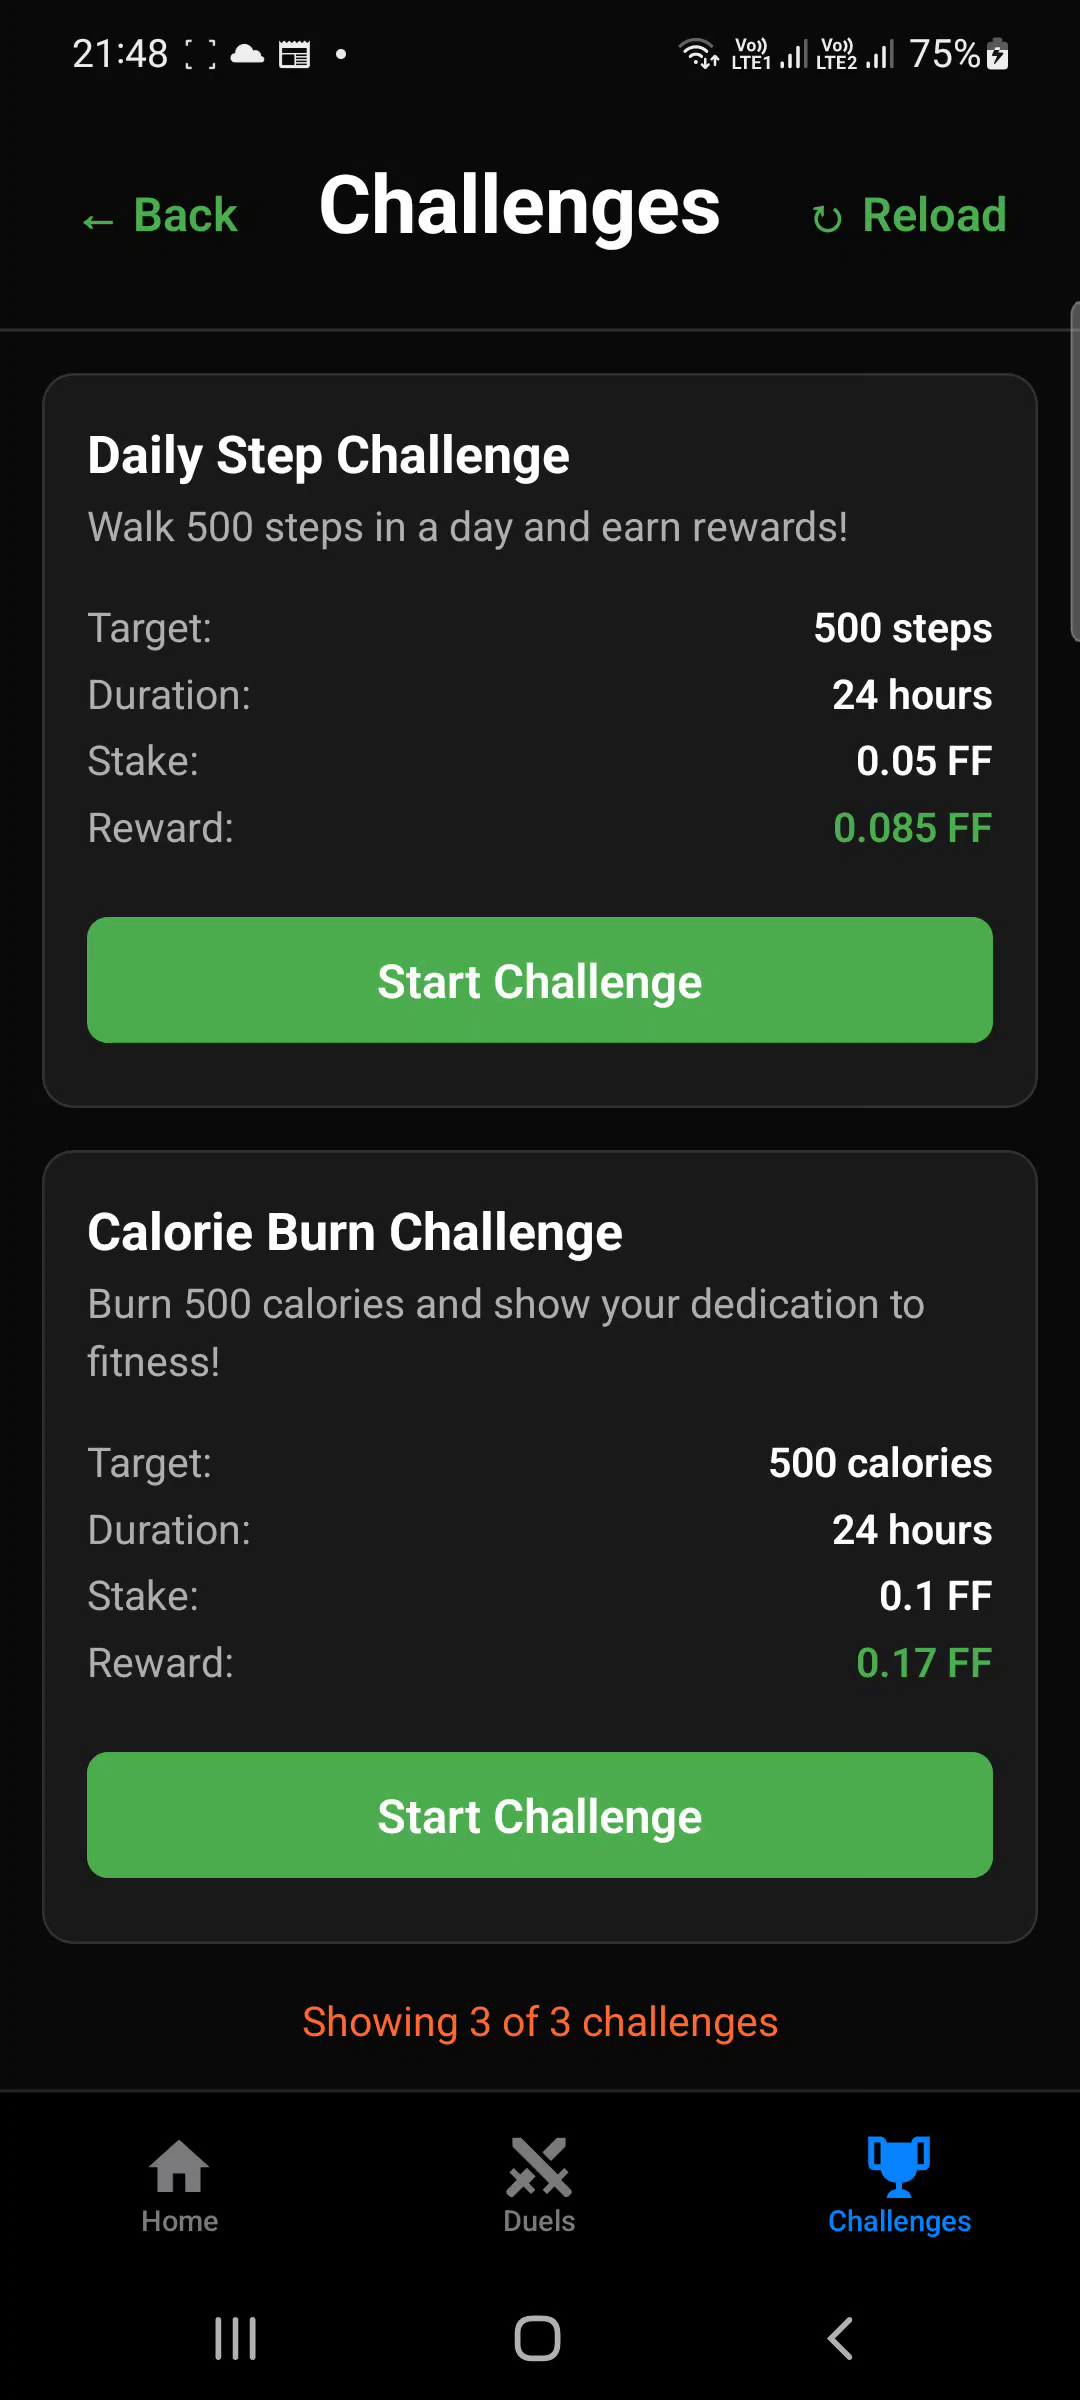 21:48
Vo)) LTE1 Vo)) LTE2 75%
← Back Challenges ↻ Reload
Daily Step Challenge
Walk 500 steps in a day and earn rewards!
Target: 500 steps
Duration: 24 hours
Stake: 0.05 FF
Reward: 0.085 FF
Start Challenge
Calorie Burn Challenge
Burn 500 calories and show your dedication to
fitness!
Target: 500 calories
Duration: 24 hours
Stake: 0.1 FF
Reward: 0.17 FF
Start Challenge
Showing 3 of 3 challenges
Home Duels Challenges